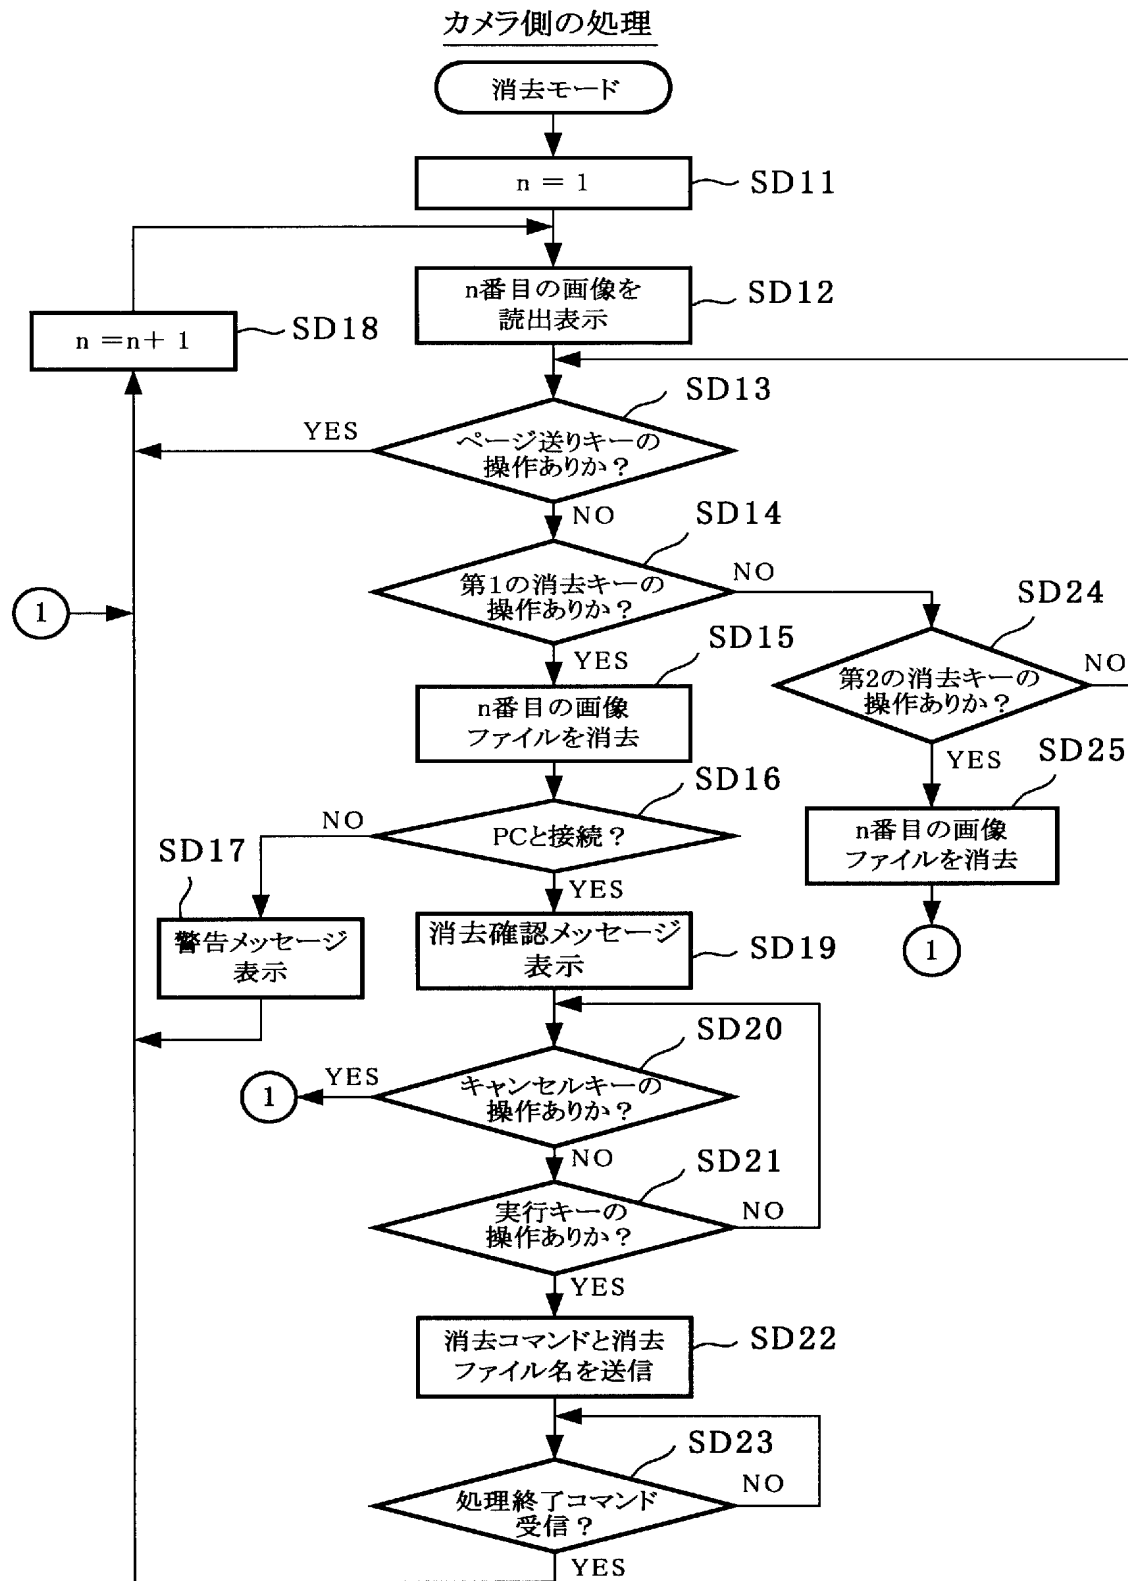 カメラ側の処理
消去モード
n = 1
SD11
n番目の画像を
読出表示
SD12
n =n+ 1
SD18
SD13
ページ送りキーの
操作ありか?
YES
NO
SD14
第1の消去キーの
操作ありか?
NO
YES
1
SD24
第2の消去キーの
操作ありか?
NO
YES
SD15
n番目の画像
ファイルを消去
SD25
n番目の画像
ファイルを消去
1
SD16
PCと接続?
NO
YES
SD17
警告メッセージ
表示
消去確認メッセージ
表示
SD19
SD20
キャンセルキーの
操作ありか?
YES
1
NO
SD21
実行キーの
操作ありか?
NO
YES
消去コマンドと消去
ファイル名を送信
SD22
SD23
処理終了コマンド
受信?
NO
YES